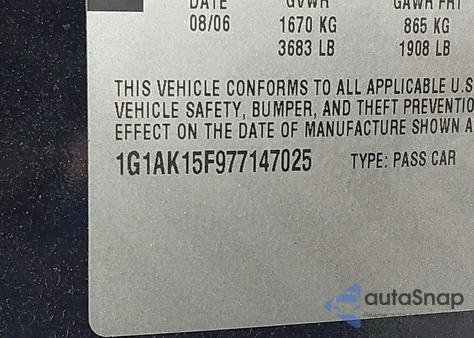 DATE GVWR GAWR FRT
08/06 1670 KG 865 KG
3683 LB 1908 LB
THIS VEHICLE CONFORMS TO ALL APPLICABLE U.S
VEHICLE SAFETY, BUMPER, AND THEFT PREVENTIO
EFFECT ON THE DATE OF MANUFACTURE SHOWN A
1G1AK15F977147025 TYPE: PASS CAR
autaSnap